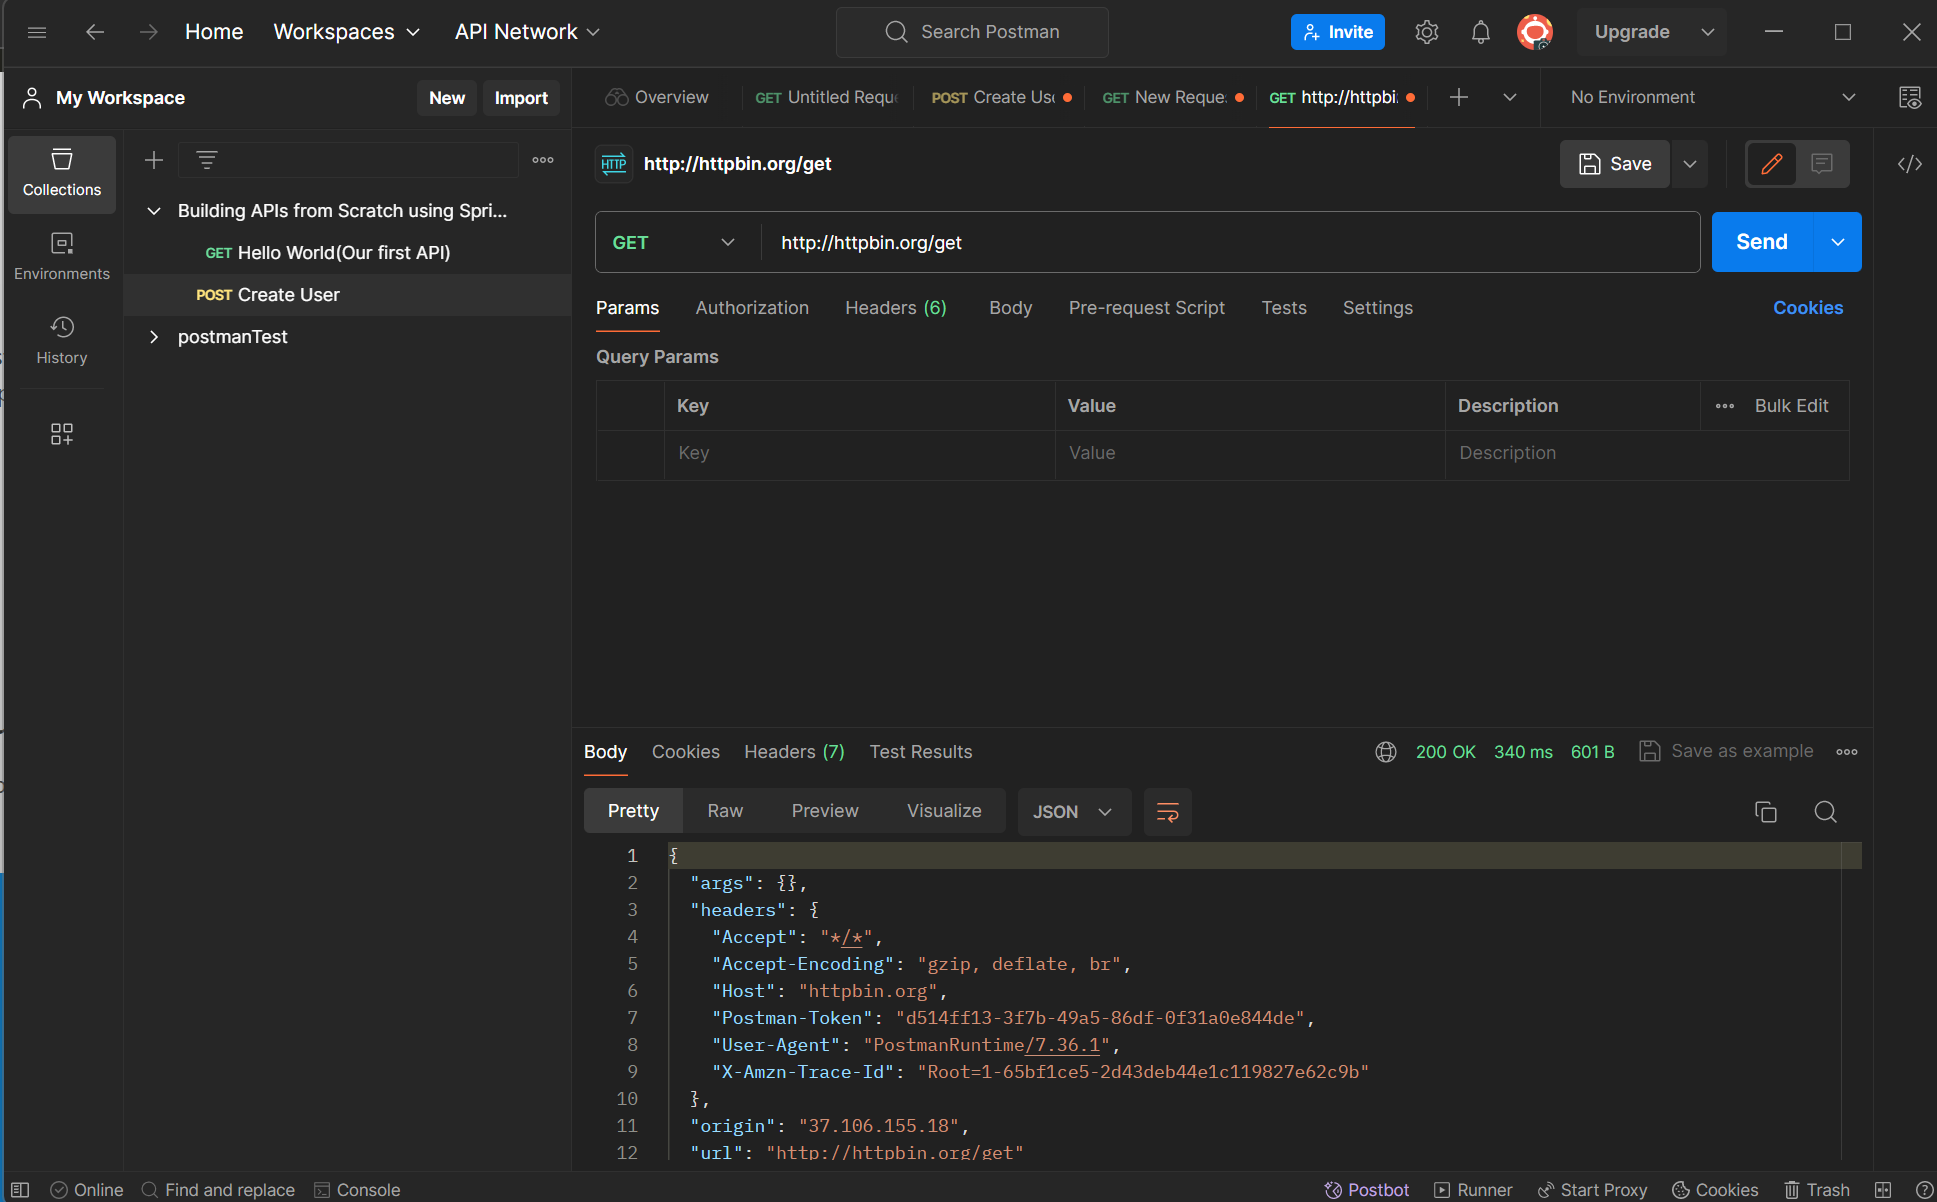 Home Workspaces API Network Search Postman Invite Upgrade
My Workspace New Import Overview GET Untitled Requ POST Create Us GET New Reque GET http://httpbi No Environment
Collections
Environments
History
Building APIs from Scratch using Spri...
GET Hello World(Our first API)
POST Create User
postmanTest
HTTP http://httpbin.org/get Save
GET http://httpbin.org/get Send
Params Authorization Headers (6) Body Pre-request Script Tests Settings Cookies
Query Params
Key Value Description Bulk Edit
Key Value Description
Body Cookies Headers (7) Test Results 200 OK 340 ms 601 B Save as example
Pretty Raw Preview Visualize JSON
1 {
2 "args": {},
3 "headers": {
4 "Accept": "*/*",
5 "Accept-Encoding": "gzip, deflate, br",
6 "Host": "httpbin.org",
7 "Postman-Token": "d514ff13-3f7b-49a5-86df-0f31a0e844de",
8 "User-Agent": "PostmanRuntime/7.36.1",
9 "X-Amzn-Trace-Id": "Root=1-65bf1ce5-2d43deb44e1c119827e62c9b"
10 },
11 "origin": "37.106.155.18",
12 "url": "http://httpbin.org/get"
Online Find and replace Console Postbot Runner Start Proxy Cookies Trash